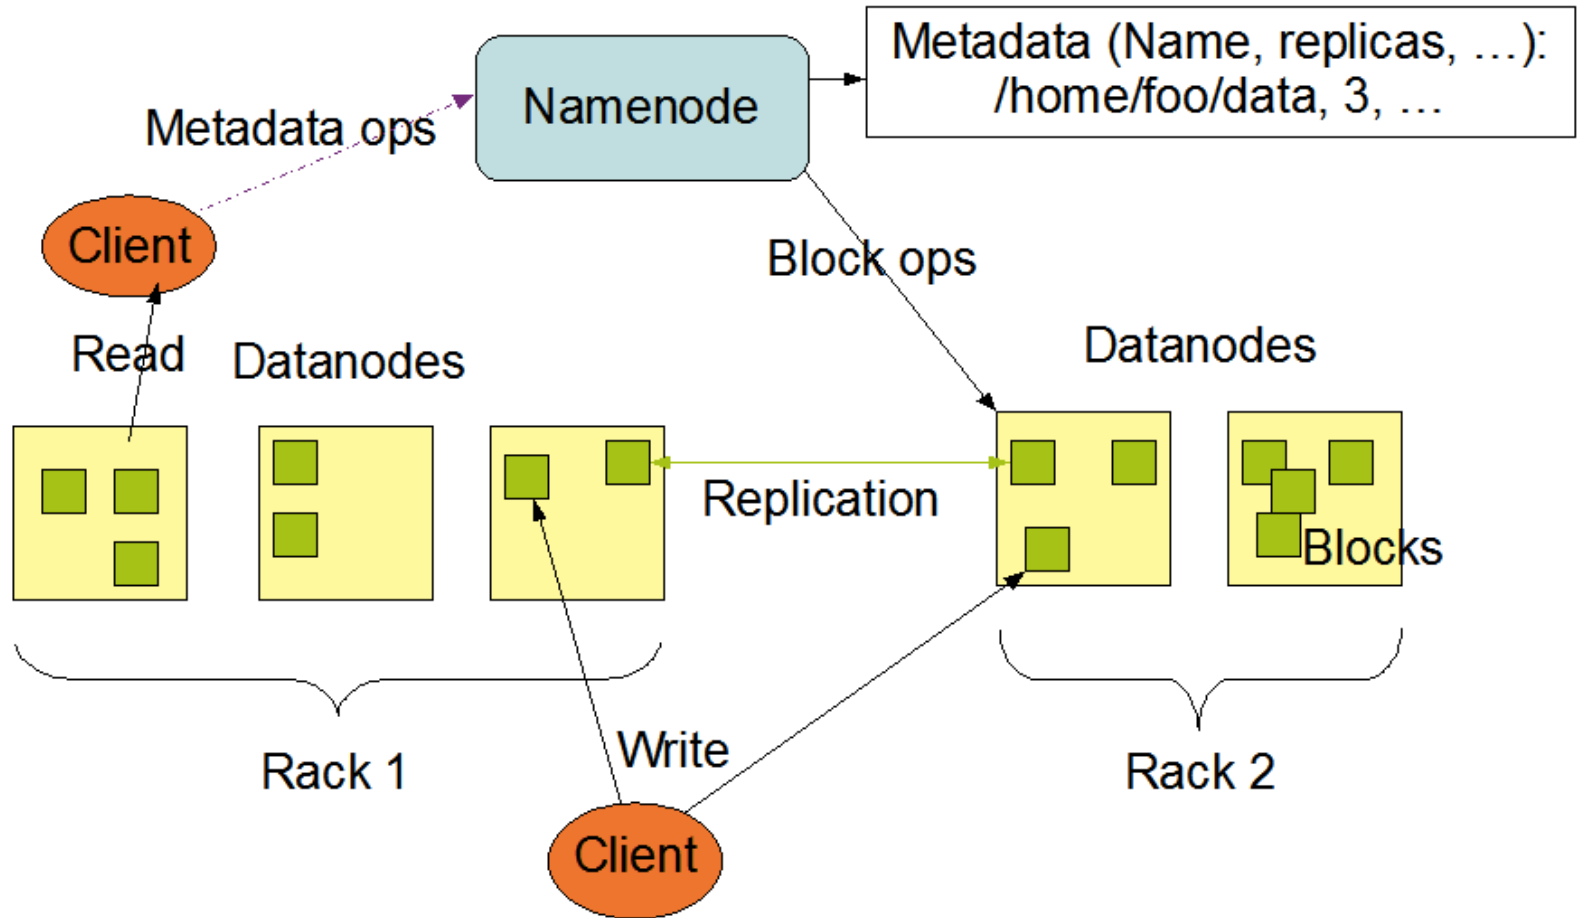 Metadata (Name, replicas, …):
/home/foo/data, 3, …
Namenode
Metadata ops
Client
Block ops
Read
Datanodes
Datanodes
Replication
Blocks
Rack 1
Write
Rack 2
Client